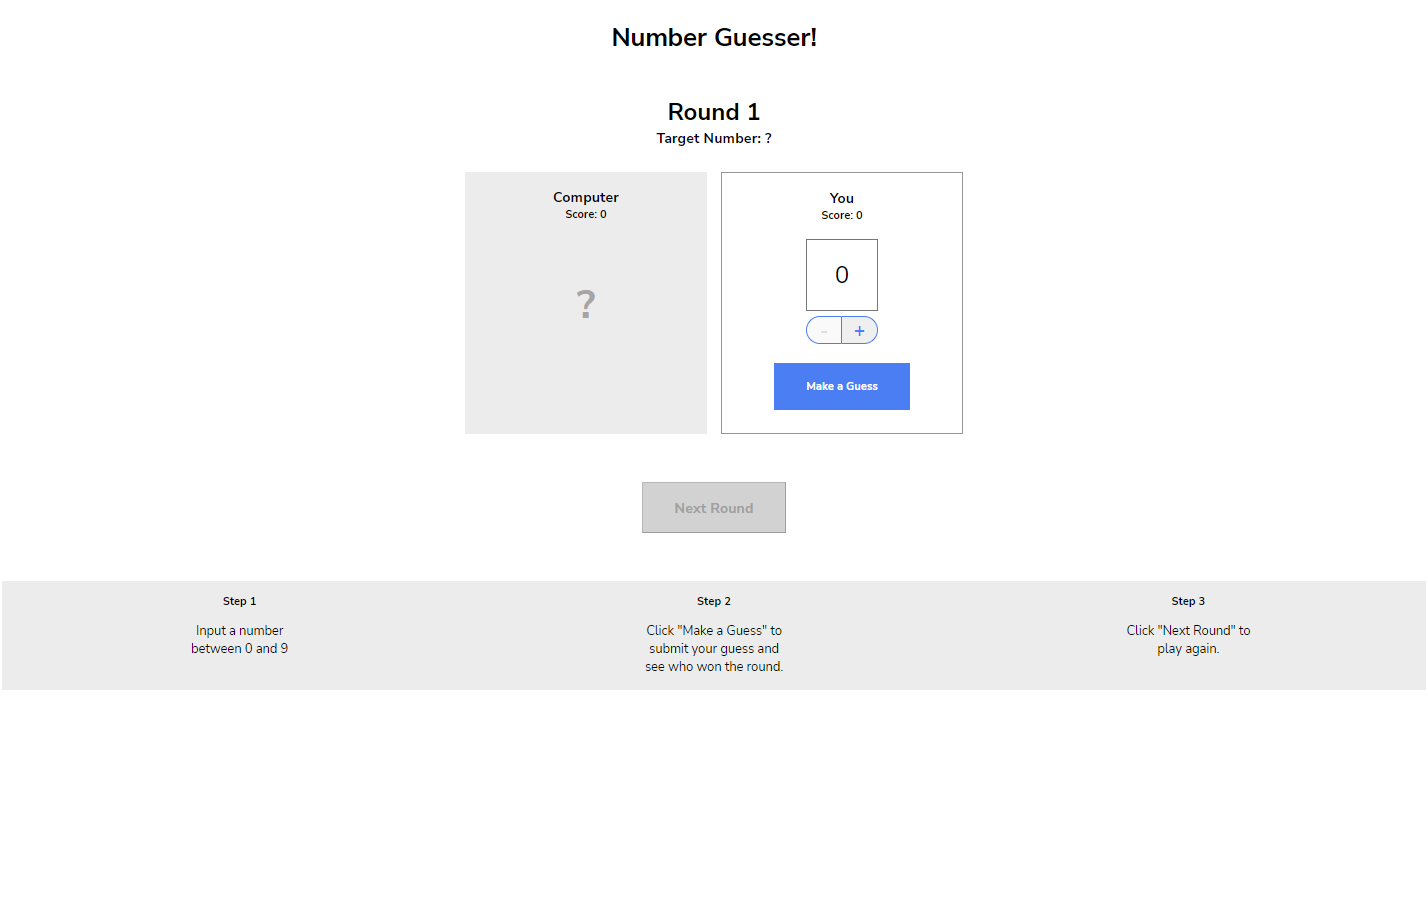 Number Guesser!
Round 1
Target Number: ?
Computer
Score: 0
?
You
Score: 0
0
- +
Make a Guess
Next Round
Step 1
Input a number
between 0 and 9
Step 2
Click "Make a Guess" to
submit your guess and
see who won the round.
Step 3
Click "Next Round" to
play again.